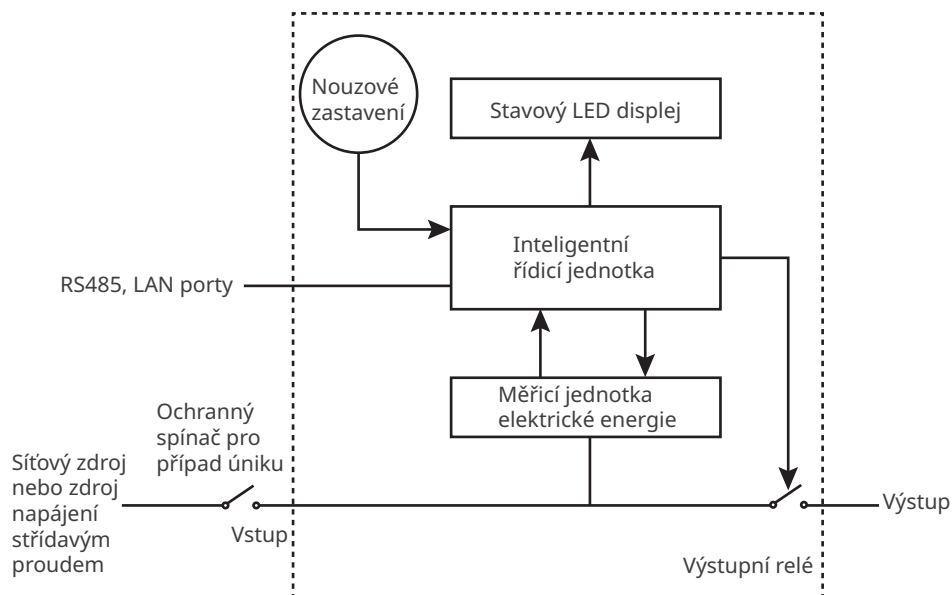 Nouzové
zastavení
Stavový LED displej
Inteligentní
řídicí jednotka
RS485, LAN porty
Měřicí jednotka
elektrické energie
Ochranný
spínač pro
případ úniku
Síťový zdroj
nebo zdroj
napájení
střídavým
proudem
Vstup
Výstup
Výstupní relé